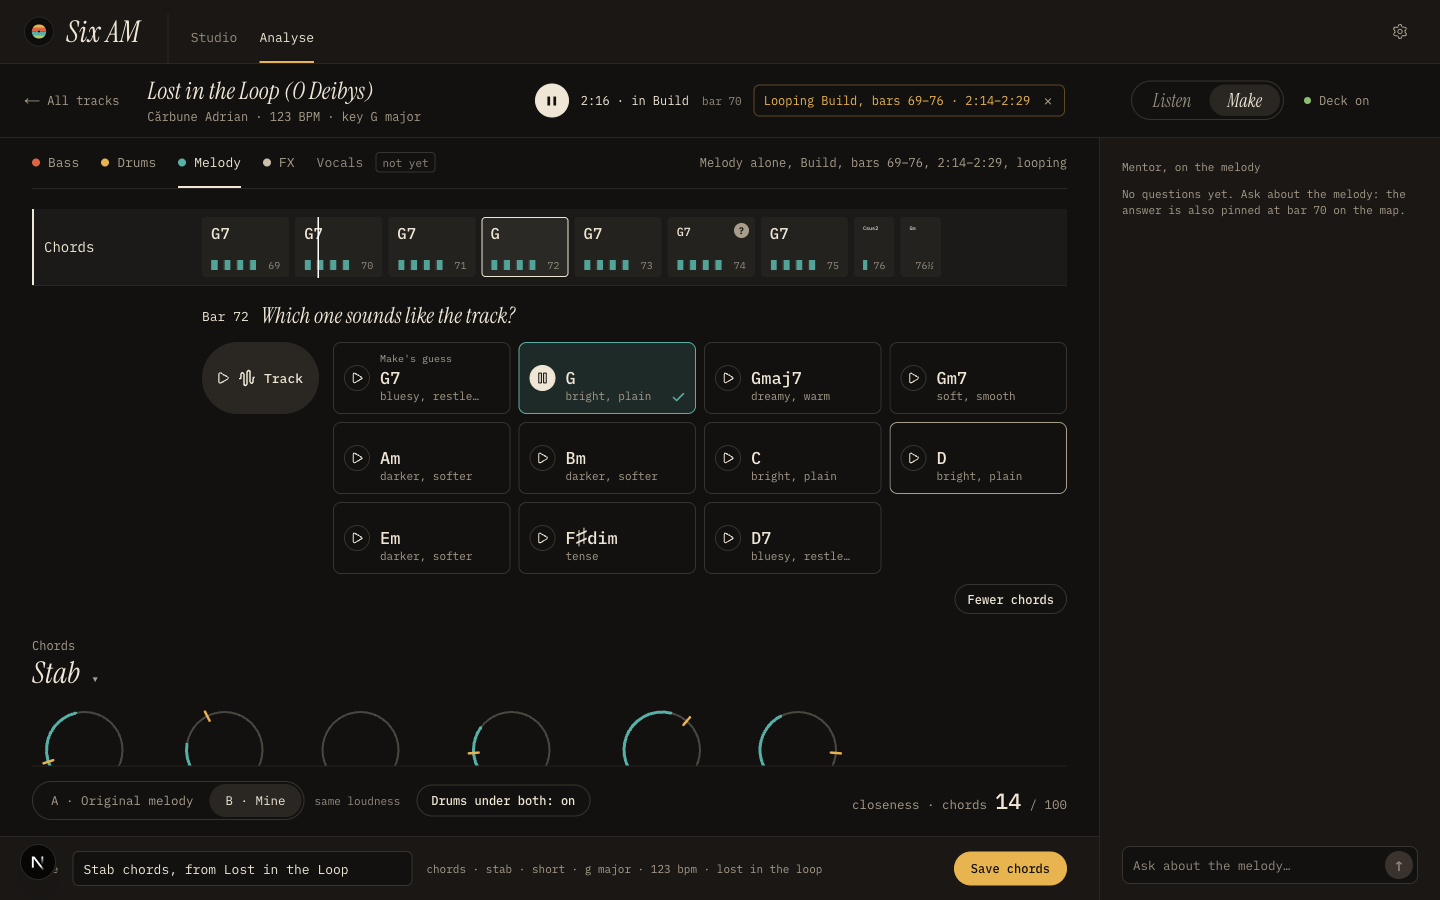 Six AM
Studio
Analyse
← All tracks
Lost in the Loop (O Deibys)
Cărbune Adrian · 123 BPM · key G major
2:16 · in Build
bar 70
Looping Build, bars 69–76 · 2:14–2:29 ×
Listen
Make
Deck on
Bass
Drums
Melody
FX
Vocals
not yet
Melody alone, Build, bars 69–76, 2:14–2:29, looping
Mentor, on the melody
No questions yet. Ask about the melody: the
answer is also pinned at bar 70 on the map.
Chords
G7
69
G7
70
G7
71
G
72
G7
73
G7
?
74
G7
75
Csus2
76
Gm
76½
Bar 72
Which one sounds like the track?
Track
Make's guess
G7
bluesy, restle…
G
bright, plain
Gmaj7
dreamy, warm
Gm7
soft, smooth
Am
darker, softer
Bm
darker, softer
C
bright, plain
D
bright, plain
Em
darker, softer
F♯dim
tense
D7
bluesy, restle…
Fewer chords
Chords
Stab
A · Original melody
B · Mine
same loudness
Drums under both: on
closeness · chords 14 / 100
N
Stab chords, from Lost in the Loop
chords · stab · short · g major · 123 bpm · lost in the loop
Save chords
Ask about the melody…